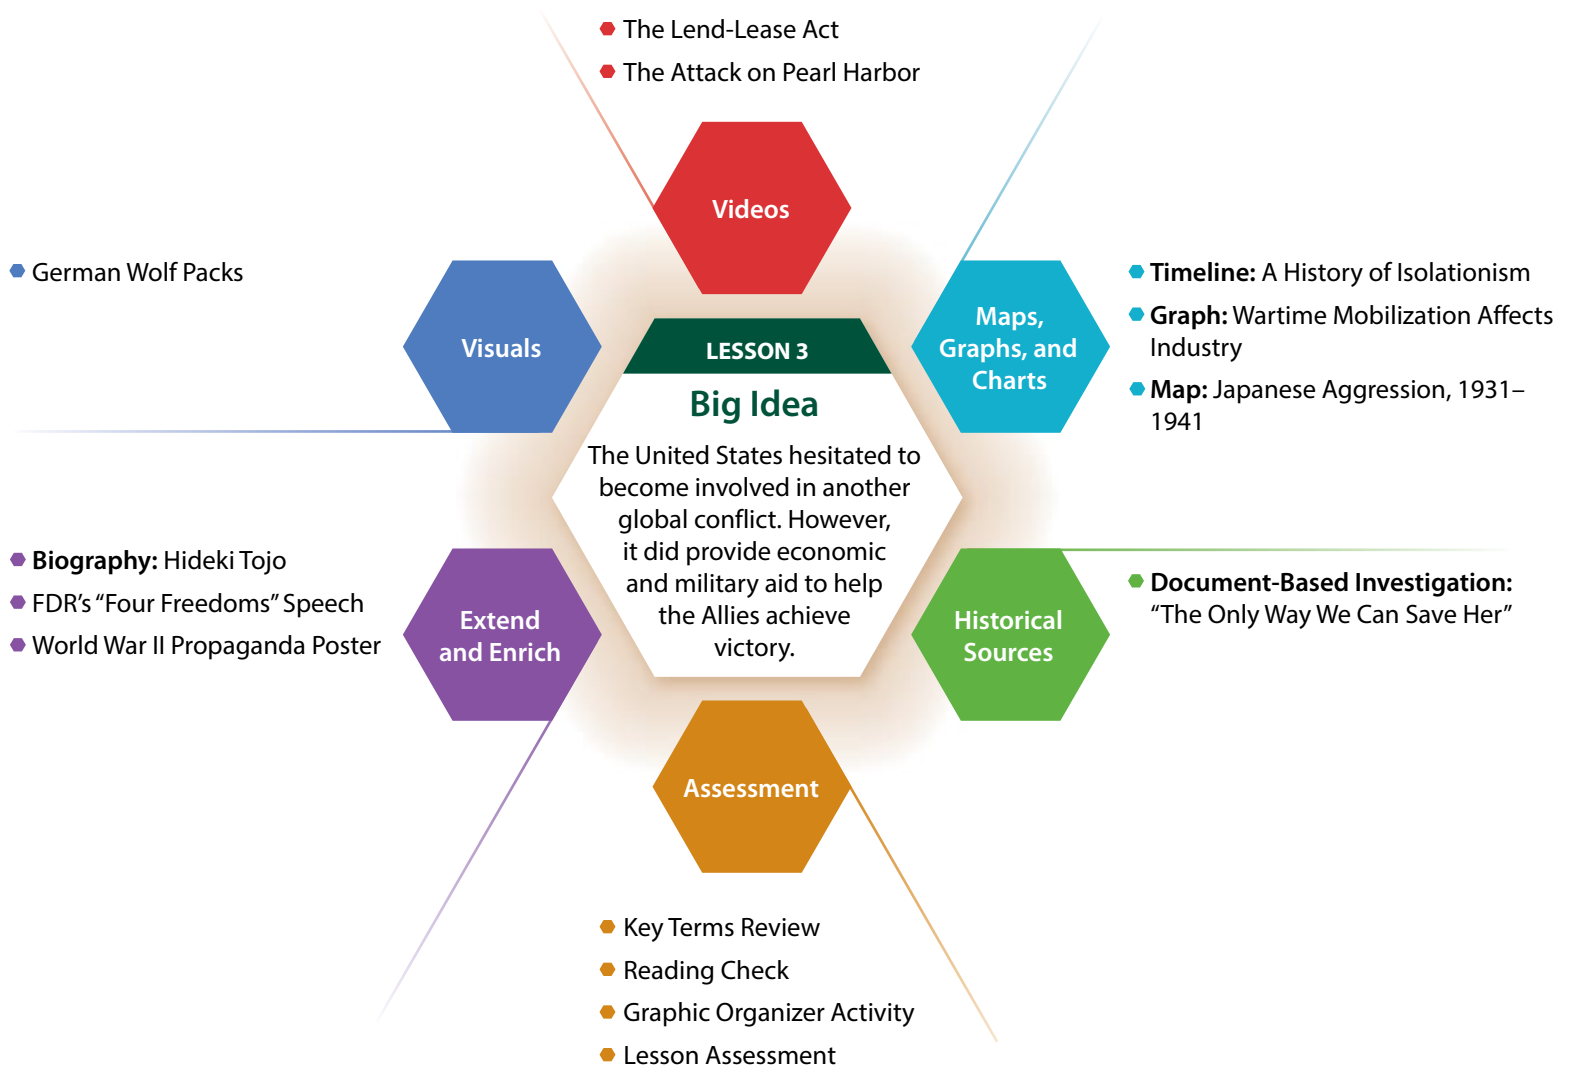 The Lend-Lease Act
The Attack on Pearl Harbor
Videos
German Wolf Packs
Visuals
Maps,
Graphs, and
Charts
Timeline: A History of Isolationism
Graph: Wartime Mobilization Affects
Industry
Map: Japanese Aggression, 1931–
1941
LESSON 3
Big Idea
The United States hesitated to
become involved in another
global conflict. However,
it did provide economic
and military aid to help
the Allies achieve
victory.
Biography: Hideki Tojo
FDR's “Four Freedoms” Speech
World War II Propaganda Poster
Extend
and Enrich
Historical
Sources
Document-Based Investigation:
“The Only Way We Can Save Her”
Assessment
Key Terms Review
Reading Check
Graphic Organizer Activity
Lesson Assessment